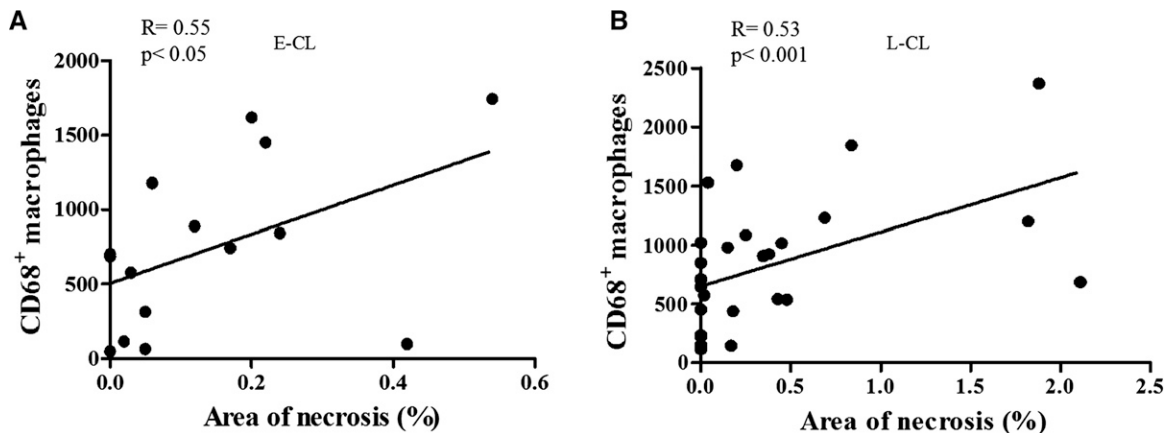 A
R= 0.55
p< 0.05
E-CL
CD68+ macrophages
2000
1500
1000
500
0
0.0 0.2 0.4 0.6
Area of necrosis (%)
B
R= 0.53
p< 0.001
L-CL
CD68+ macrophages
2500
2000
1500
1000
500
0
0.0 0.5 1.0 1.5 2.0 2.5
Area of necrosis (%)